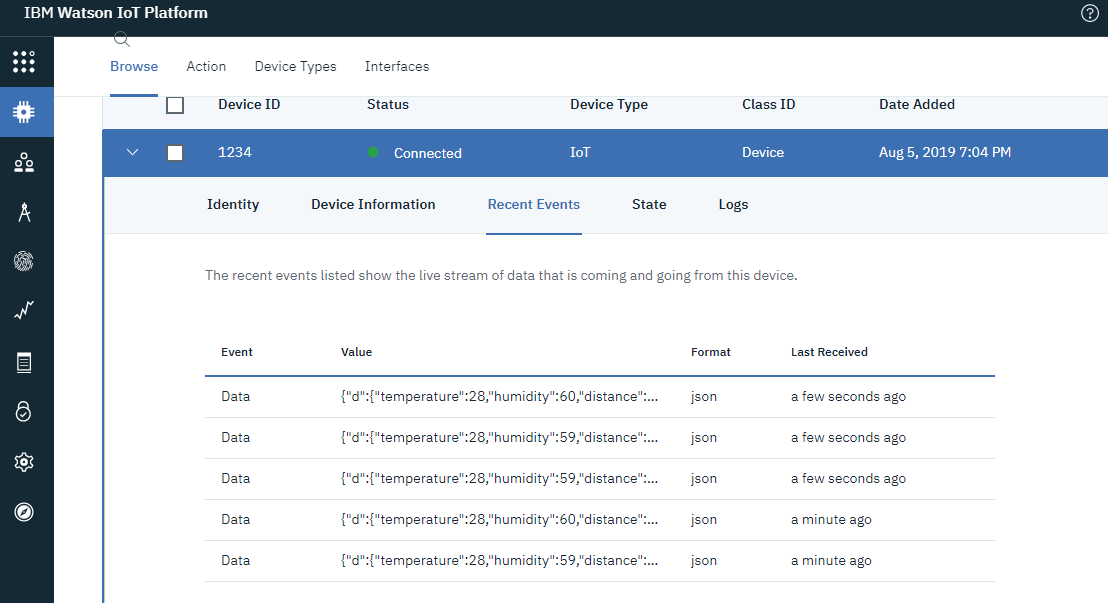 IBM Watson IoT Platform
Browse Action Device Types Interfaces
Device ID Status Device Type Class ID Date Added
1234 Connected IoT Device Aug 5, 2019 7:04 PM
Identity Device Information Recent Events State Logs
The recent events listed show the live stream of data that is coming and going from this device.
Event Value Format Last Received
Data {"d":{"temperature":28,"humidity":60,"distance":... json a few seconds ago
Data {"d":{"temperature":28,"humidity":59,"distance":... json a few seconds ago
Data {"d":{"temperature":28,"humidity":59,"distance":... json a few seconds ago
Data {"d":{"temperature":28,"humidity":60,"distance":... json a minute ago
Data {"d":{"temperature":28,"humidity":59,"distance":... json a minute ago